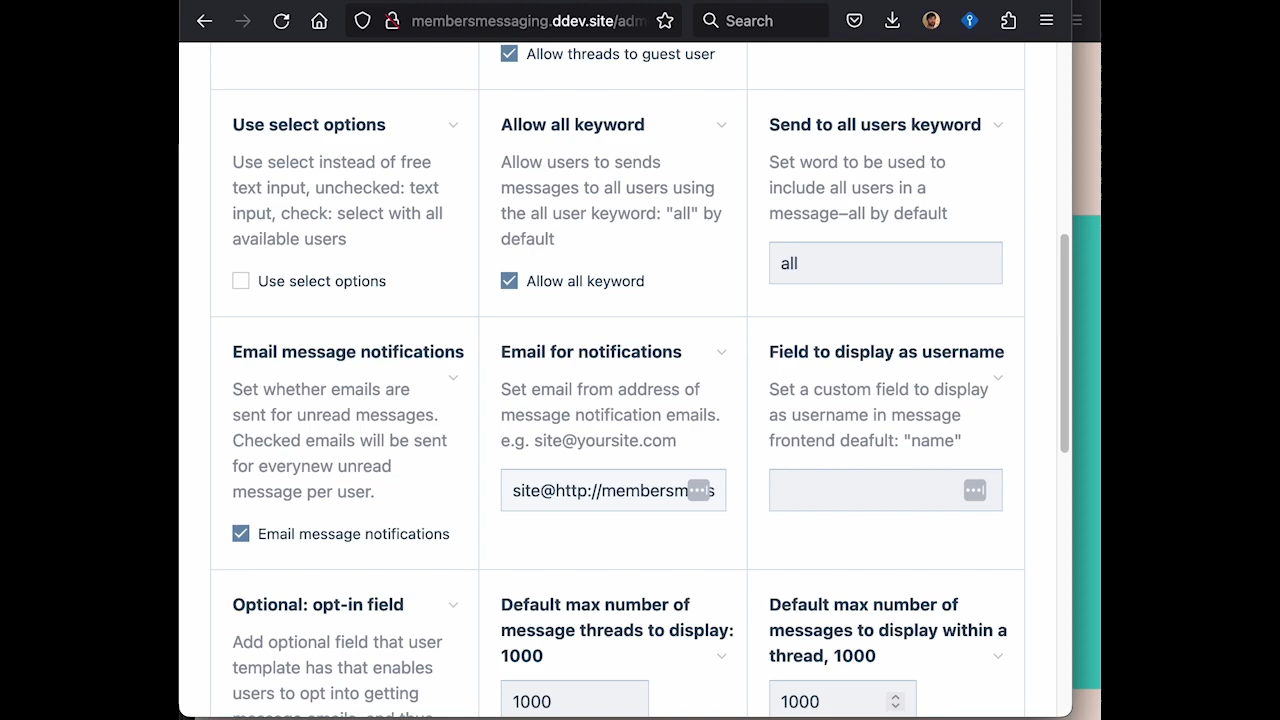 membersmessaging.ddev.site/adm
Search
Allow threads to guest user
Use select options
Use select instead of free
text input, unchecked: text
input, check: select with all
available users
Use select options
Allow all keyword
Allow users to sends
messages to all users using
the all user keyword: "all" by
default
Allow all keyword
Send to all users keyword
Set word to be used to
include all users in a
message–all by default
all
Email message notifications
Set whether emails are
sent for unread messages.
Checked emails will be sent
for everynew unread
message per user.
Email message notifications
Email for notifications
Set email from address of
message notification emails.
e.g. site@yoursite.com
site@http://membersm
Field to display as username
Set a custom field to display
as username in message
frontend deafult: "name"
Optional: opt-in field
Add optional field that user
template has that enables
users to opt into getting
message emails, and thus
Default max number of
message threads to display:
1000
1000
Default max number of
messages to display within a
thread, 1000
1000